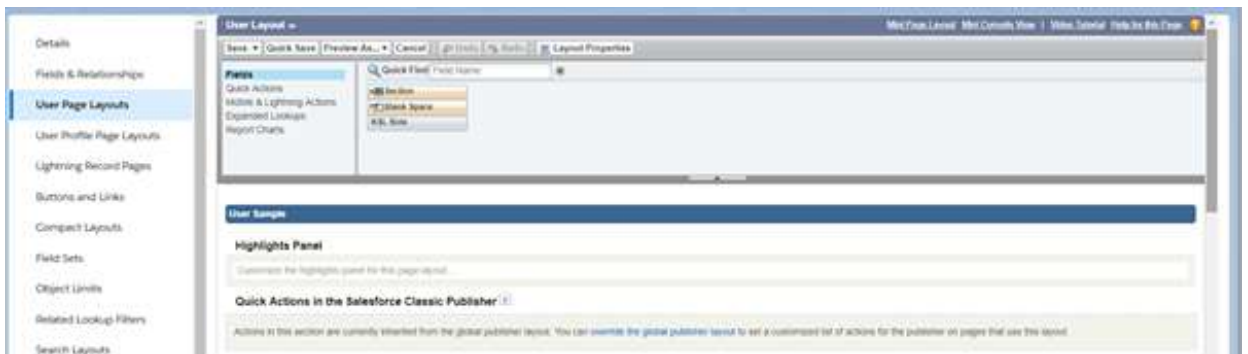 User Layout
Mini Page Layout Mini Console View | Video Tutorial Help for this Page
Save Quick Save Preview As... Cancel Undo Redo Layout Properties
Details
Fields & Relationships
User Page Layouts
User Profile Page Layouts
Lightning Record Pages
Buttons and Links
Compact Layouts
Field Sets
Object Limits
Related Lookup Filters
Search Layouts
Fields
Quick Actions
Mobile & Lightning Actions
Expanded Lookups
Report Charts
Quick Find Field Name
Section
Blank Space
User Sample
Highlights Panel
Customize the highlights panel for this page layout...
Quick Actions in the Salesforce Classic Publisher
Actions in this section are currently inherited from the global publisher layout. You can override the global publisher layout to set a customized list of actions for the publisher on pages that use this layout.